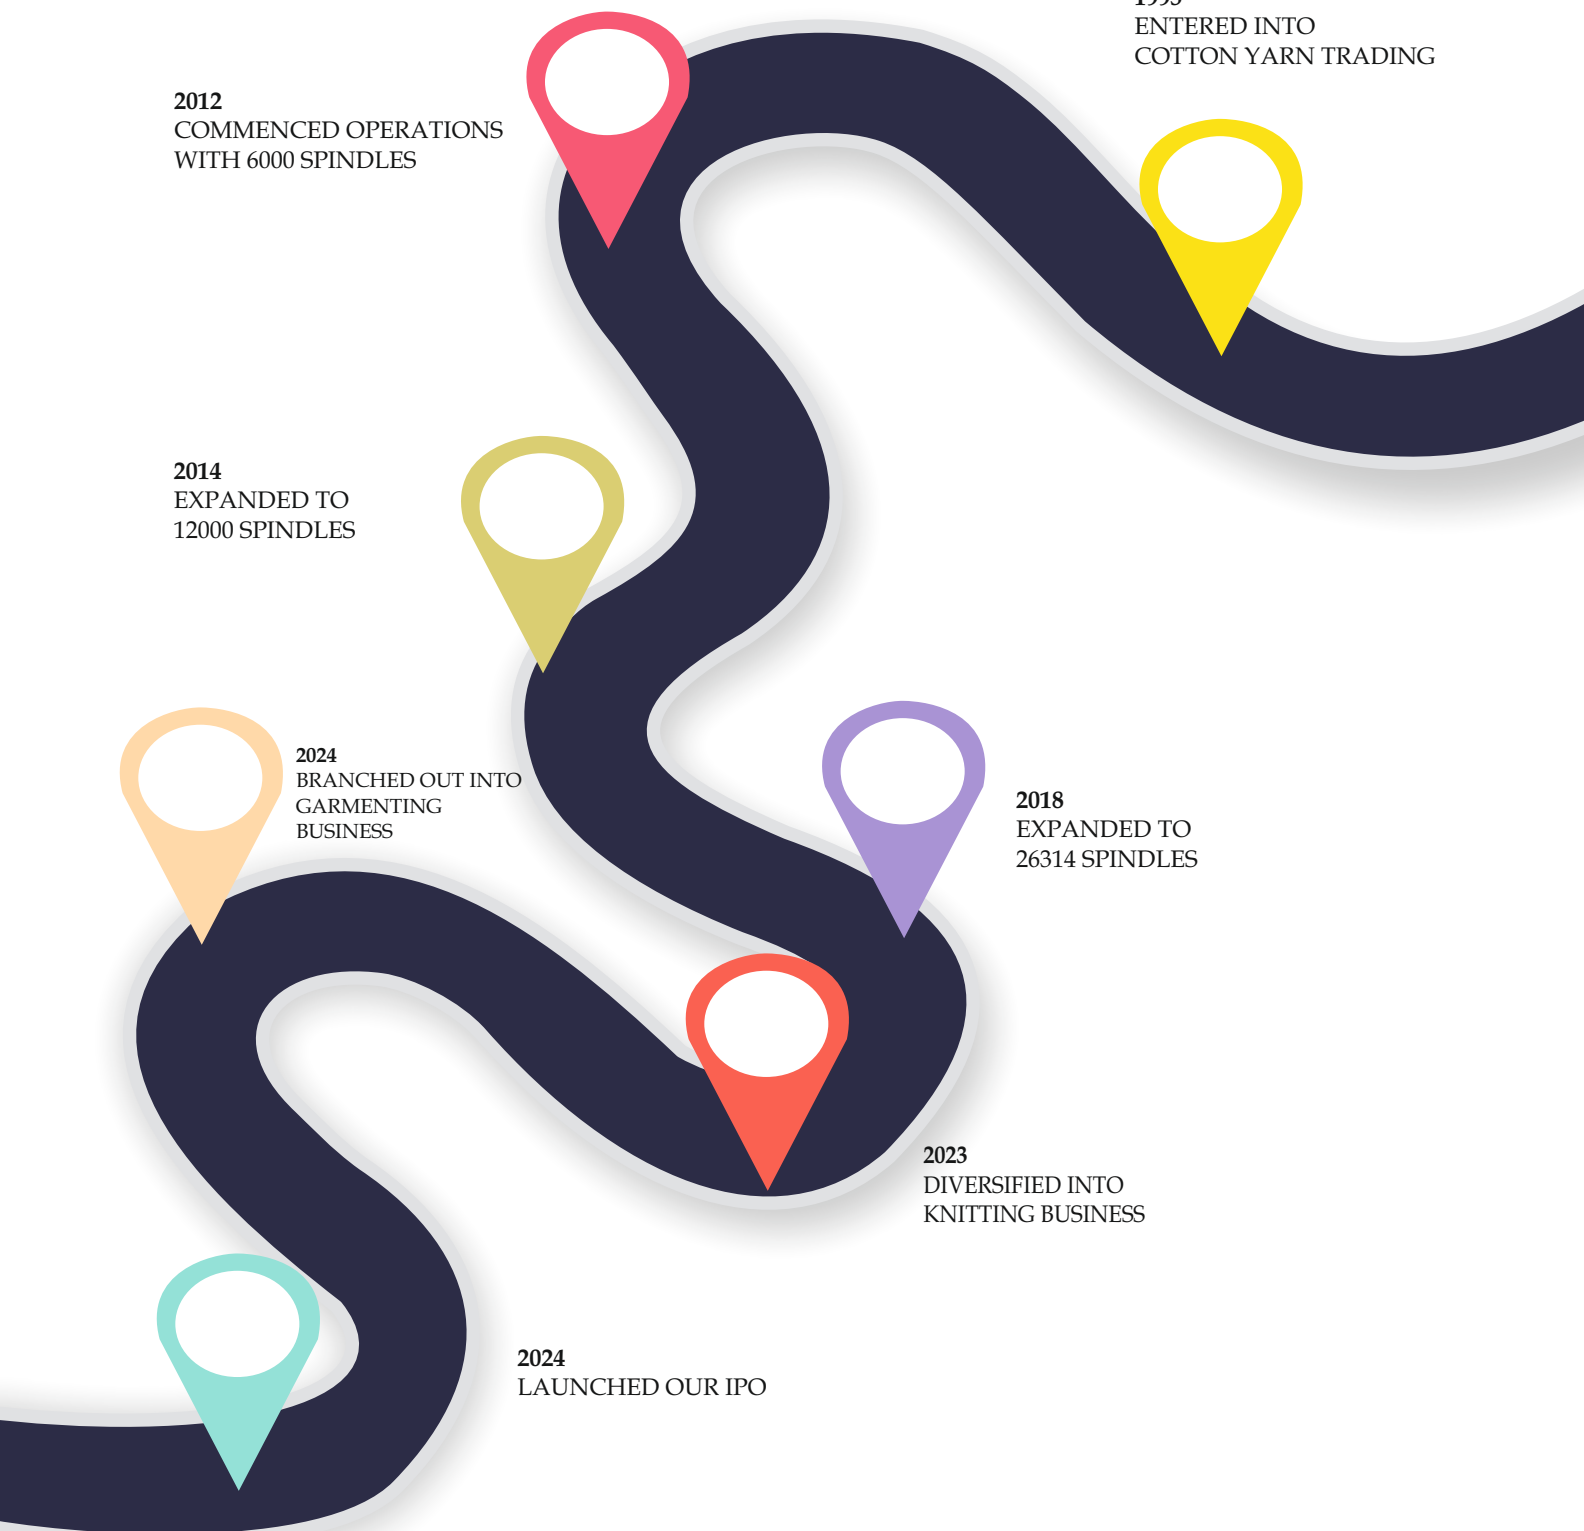 ENTERED INTO
COTTON YARN TRADING
2012
COMMENCED OPERATIONS
WITH 6000 SPINDLES
2014
EXPANDED TO
12000 SPINDLES
2024
BRANCHED OUT INTO
GARMENTING
BUSINESS
2018
EXPANDED TO
26314 SPINDLES
2023
DIVERSIFIED INTO
KNITTING BUSINESS
2024
LAUNCHED OUR IPO